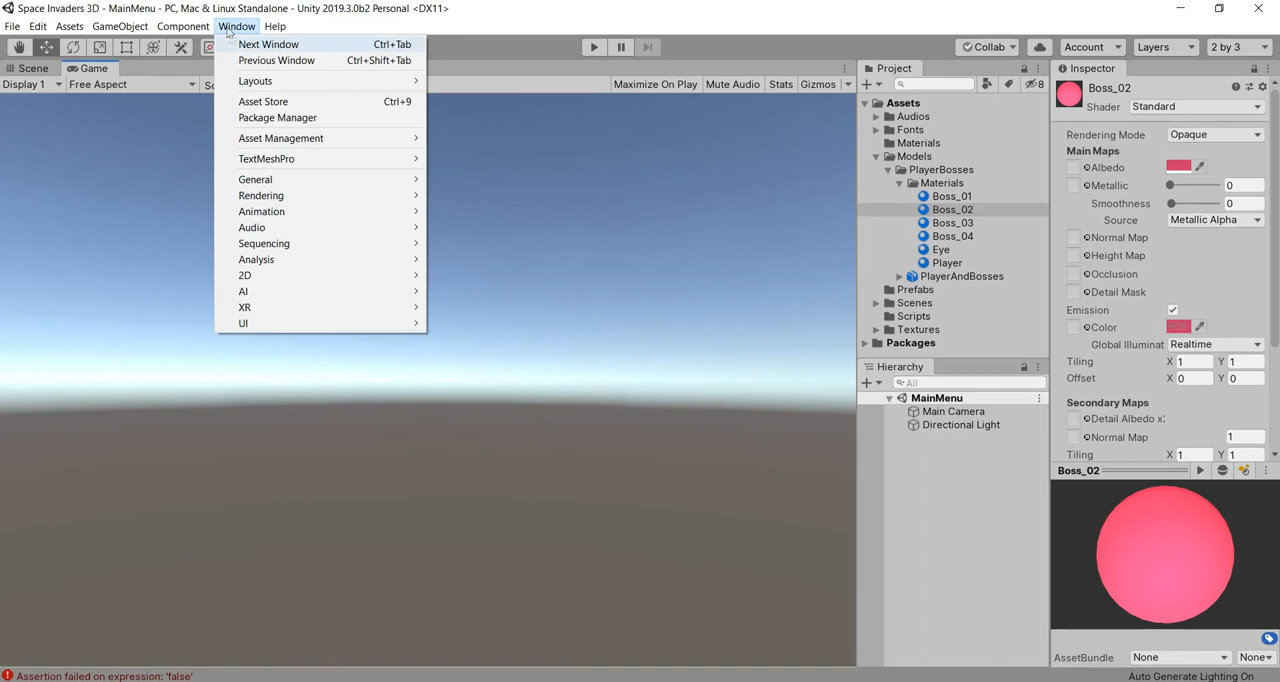 Space Invaders 3D - MainMenu - PC, Mac & Linux Standalone - Unity 2019.3.0b2 Personal <DX11>
File Edit Assets GameObject Component Window Help
Collab Account Layers 2 by 3
Scene Game
Display 1 Free Aspect Sc Maximize On Play Mute Audio Stats Gizmos
Next Window Ctrl+Tab
Previous Window Ctrl+Shift+Tab
Layouts
Asset Store Ctrl+9
Package Manager
Asset Management
TextMeshPro
General
Rendering
Animation
Audio
Sequencing
Analysis
2D
AI
XR
UI
Project
8
Assets
Audios
Fonts
Materials
Models
PlayerBosses
Materials
Boss_01
Boss_02
Boss_03
Boss_04
Eye
Player
PlayerAndBosses
Prefabs
Scenes
Scripts
Textures
Packages
Hierarchy
All
MainMenu
Main Camera
Directional Light
Inspector
Boss_02
Shader Standard
Rendering Mode Opaque
Main Maps
Albedo
Metallic 0
Smoothness 0
Source Metallic Alpha
Normal Map
Height Map
Occlusion
Detail Mask
Emission
Color
Global Illuminat Realtime
Tiling X 1 Y 1
Offset X 0 Y 0
Secondary Maps
Detail Albedo x:
Normal Map 1
Tiling X 1 Y 1
Boss_02
AssetBundle None None
Assertion failed on expression: 'false'
Auto Generate Lighting On